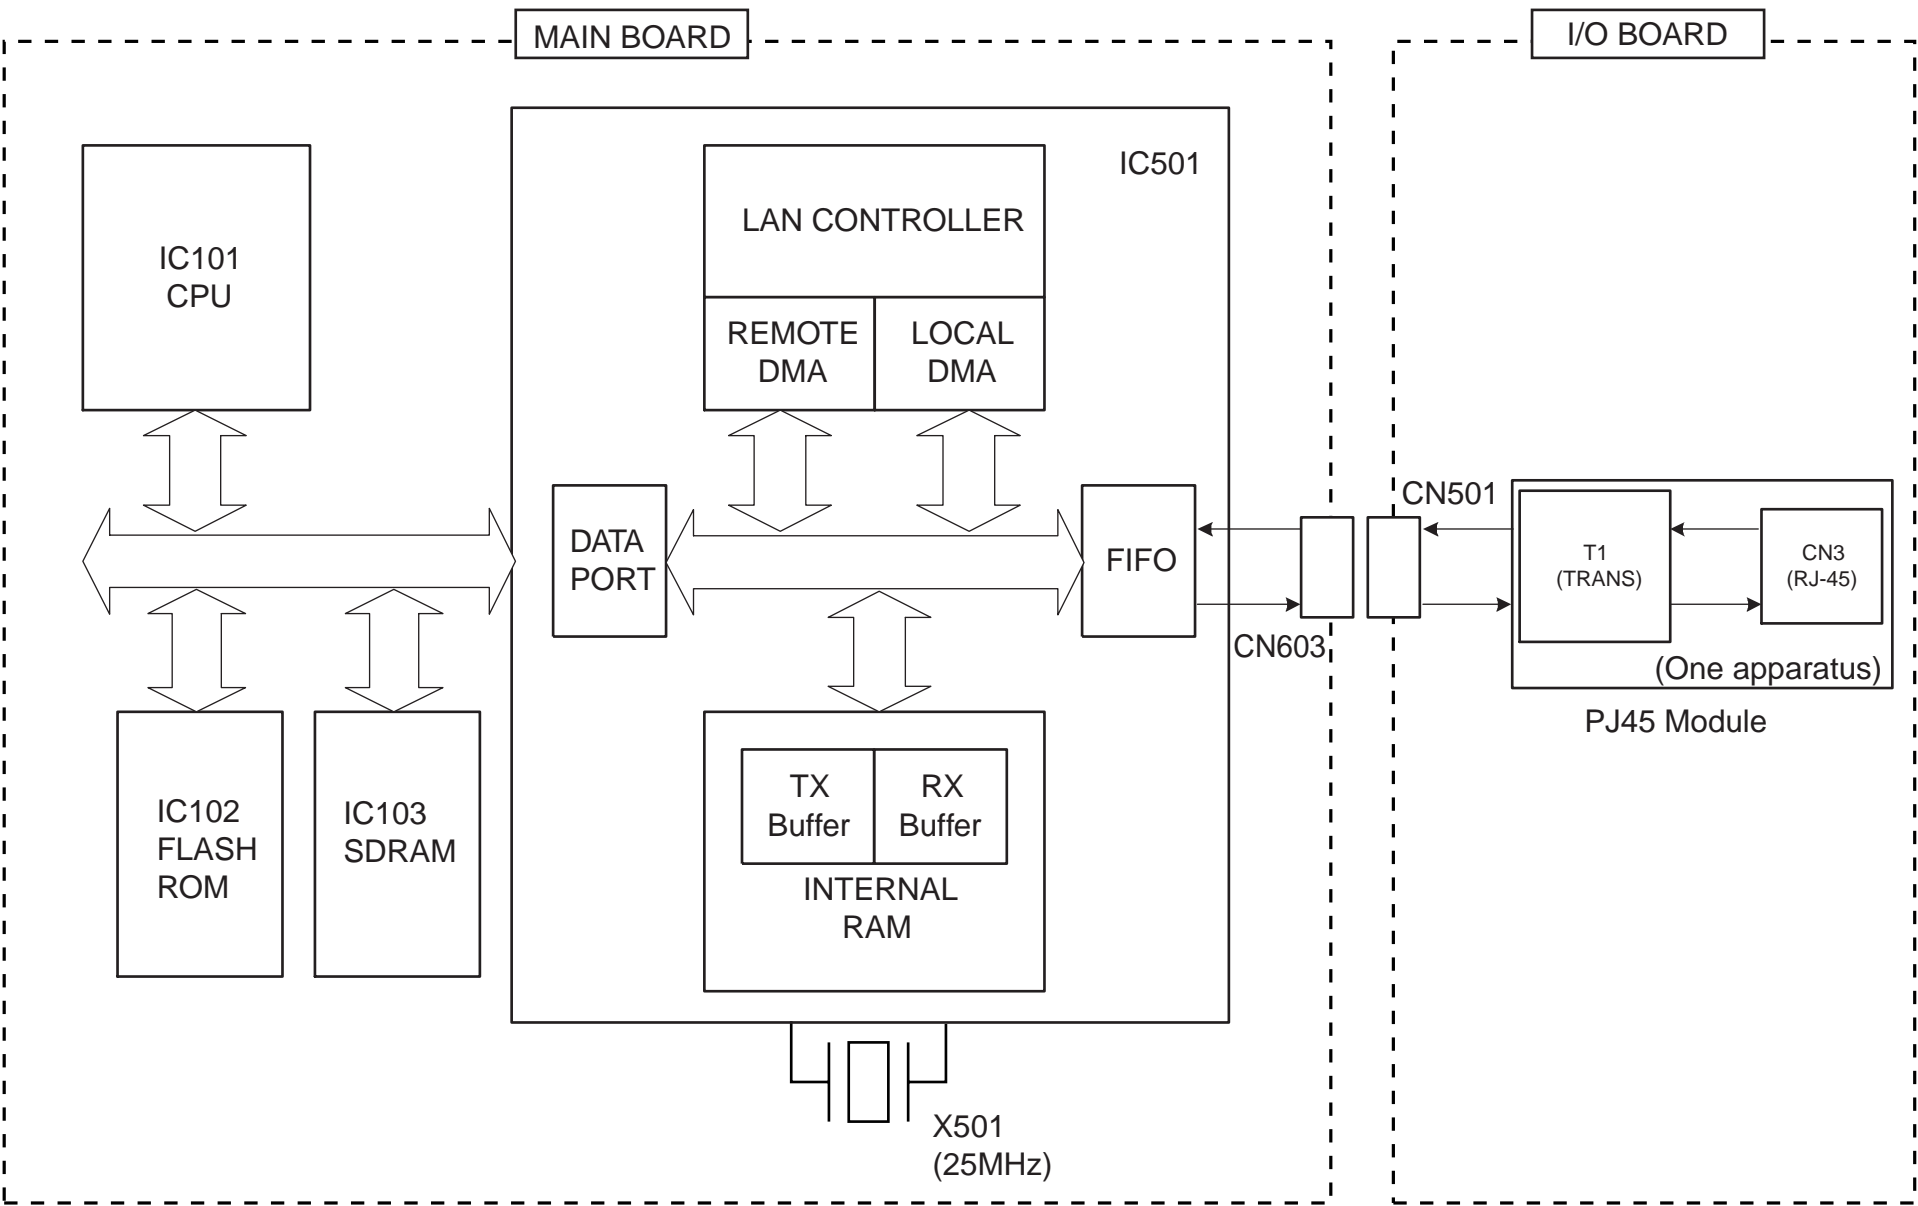 MAIN BOARD
I/O BOARD
IC501
LAN CONTROLLER
IC101
CPU
REMOTE
DMA
LOCAL
DMA
DATA
PORT
FIFO
CN603
CN501
T1
(TRANS)
CN3
(RJ-45)
(One apparatus)
PJ45 Module
IC102
FLASH
ROM
IC103
SDRAM
TX
Buffer
RX
Buffer
INTERNAL
RAM
X501
(25MHz)